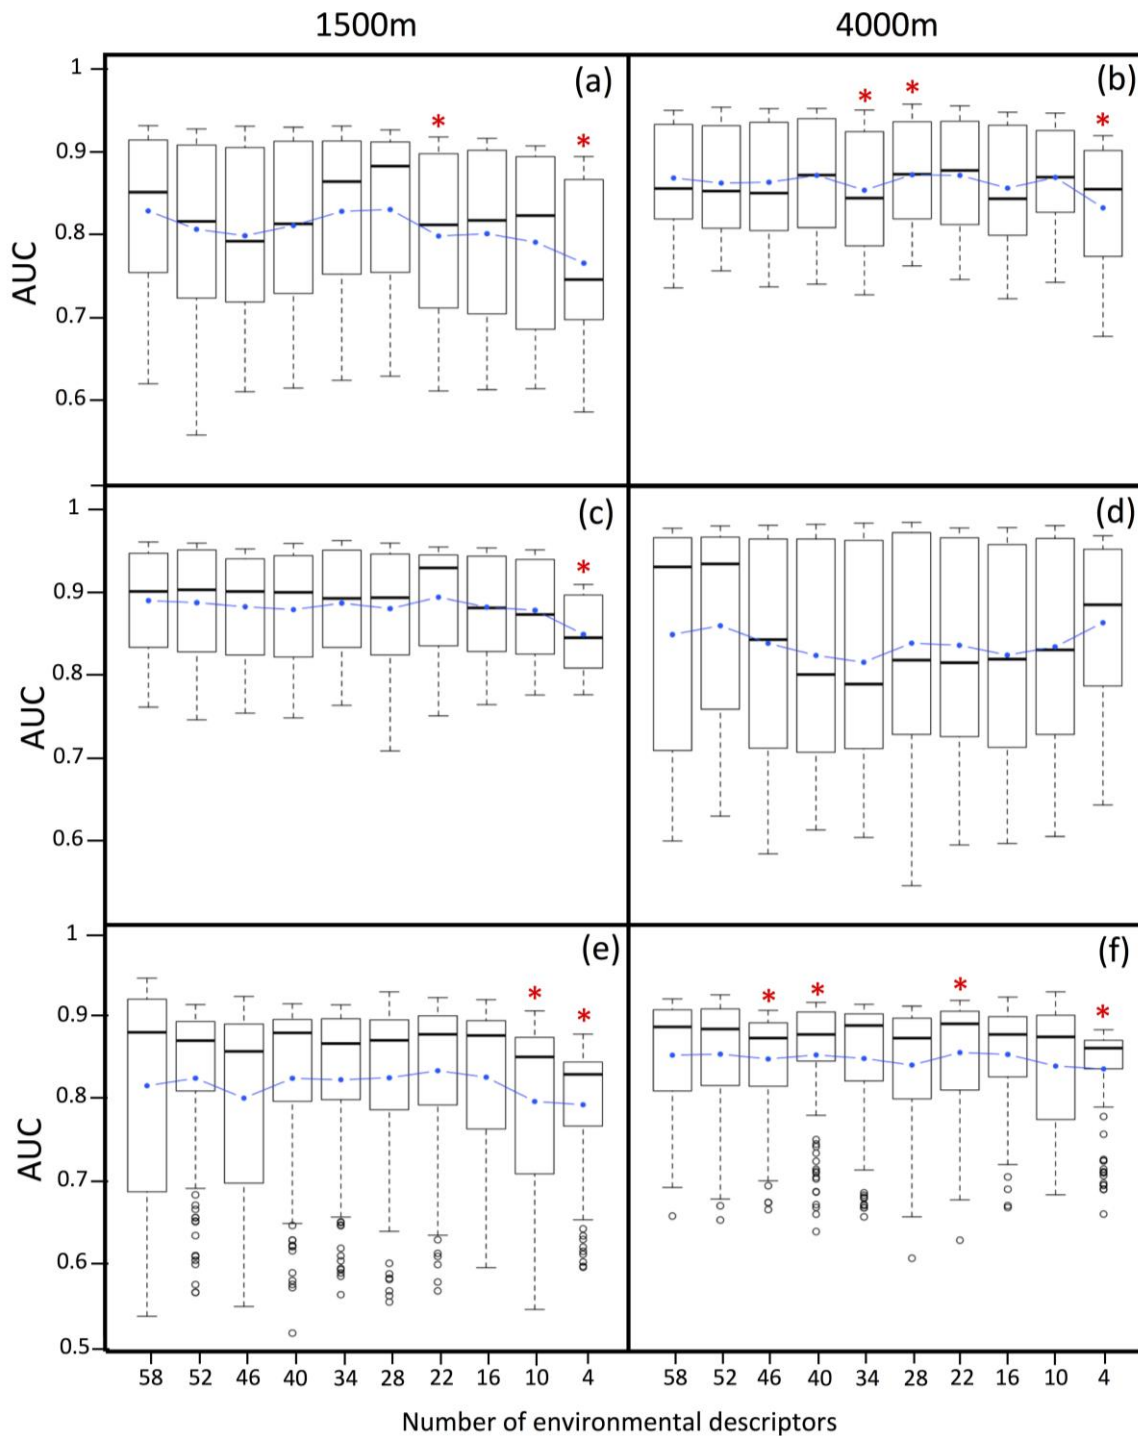 1500m 4000m
(a) (b)
1
0.9
0.8
0.7
0.6
AUC
* * * * *
(c) (d)
1
0.9
0.8
0.7
0.6
AUC
*
(e) (f)
1
0.9
0.8
0.7
0.6
0.5
AUC
* * * * * *
58 52 46 40 34 28 22 16 10 4 58 52 46 40 34 28 22 16 10 4
Number of environmental descriptors